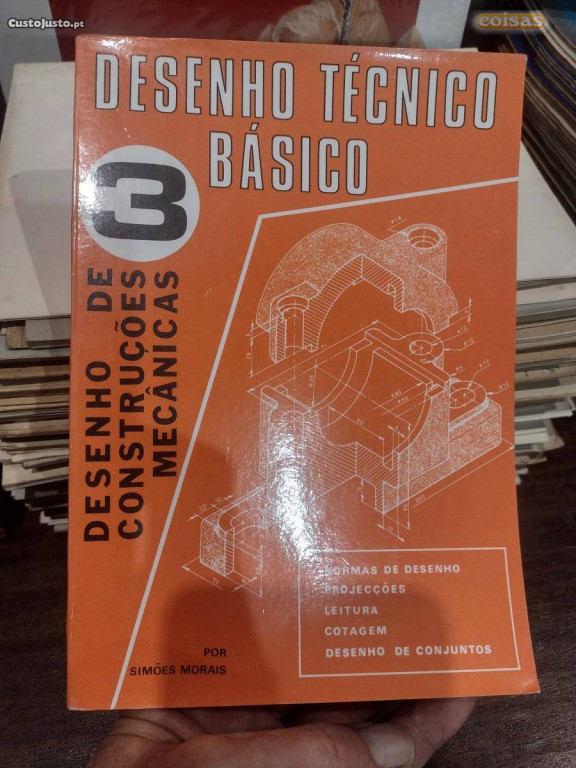 CustoJusto.pt
coisas
DESENHO TÉCNICO
BÁSICO
3
DESENHO DE
CONSTRUÇÕES
MECÂNICAS
NORMAS DE DESENHO
PROJECÇÕES
LEITURA
COTAGEM
DESENHO DE CONJUNTOS
POR
SIMÕES MORAIS